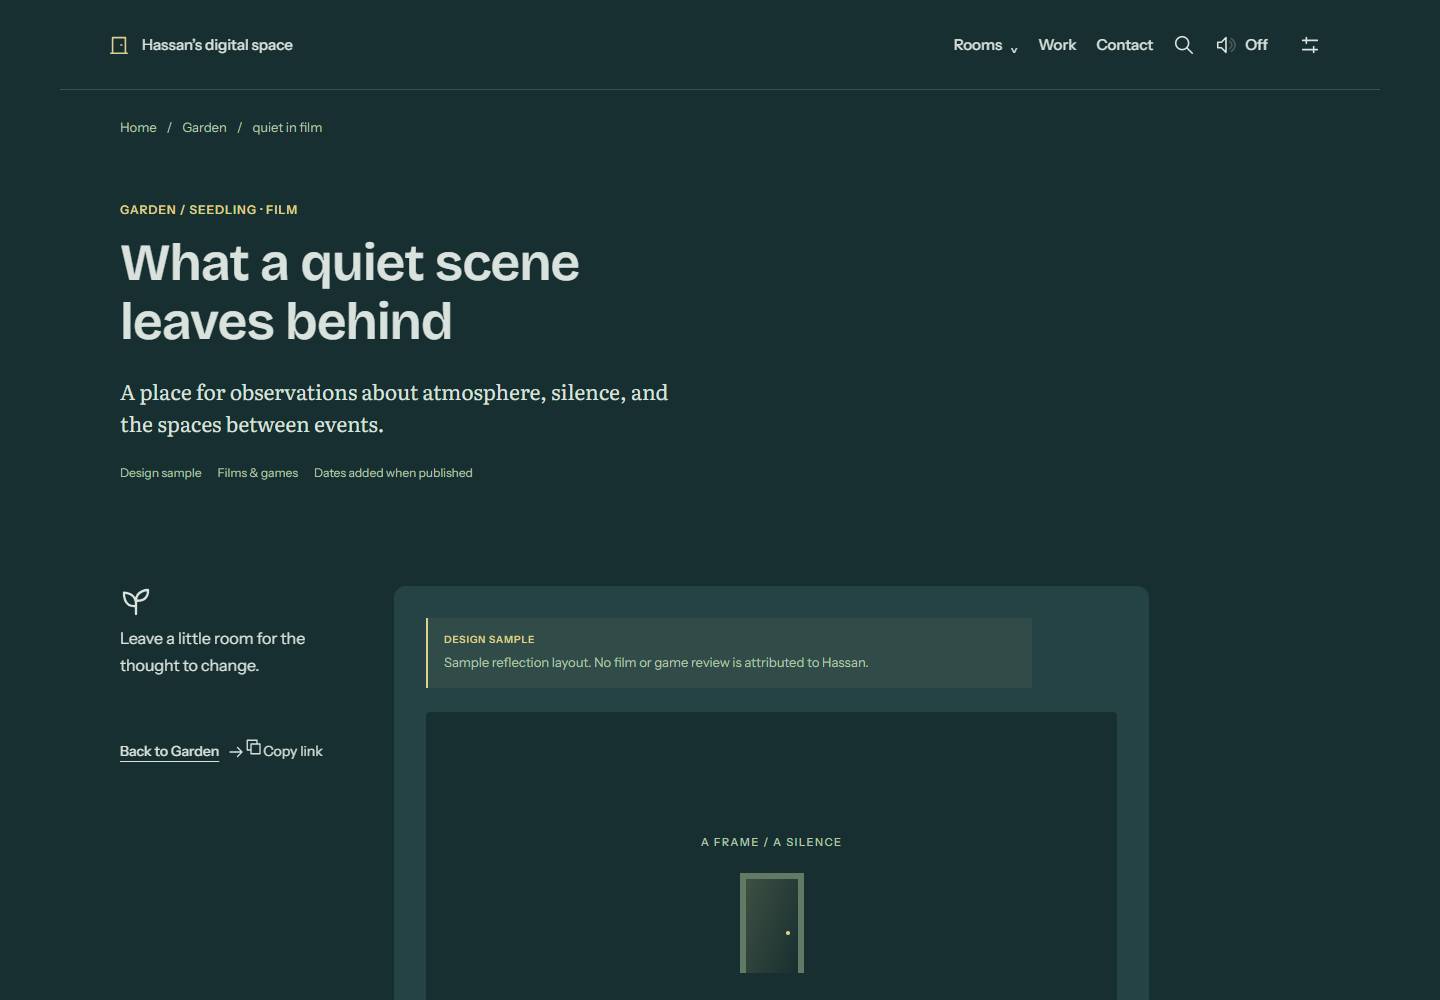 Hassan's digital space
Rooms
Work
Contact
Off
Home / Garden / quiet in film
GARDEN / SEEDLING · FILM
What a quiet scene
leaves behind
A place for observations about atmosphere, silence, and
the spaces between events.
Design sample Films & games Dates added when published
Leave a little room for the
thought to change.
Back to Garden → Copy link
DESIGN SAMPLE
Sample reflection layout. No film or game review is attributed to Hassan.
A FRAME / A SILENCE